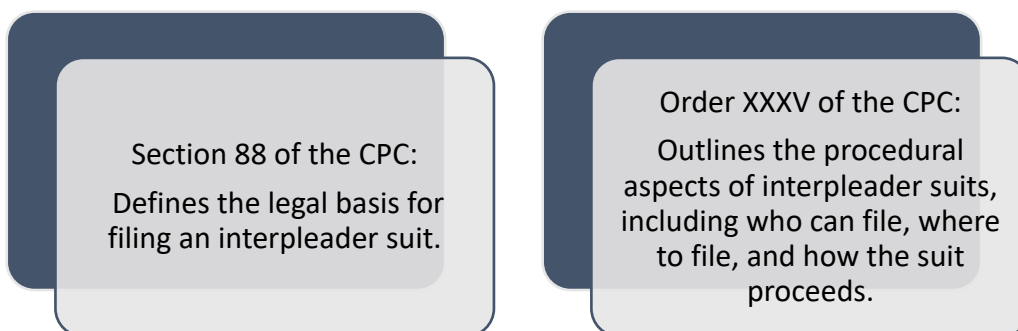 Section 88 of the CPC:
Defines the legal basis for
filing an interpleader suit.
Order XXXV of the CPC:
Outlines the procedural
aspects of interpleader suits,
including who can file, where
to file, and how the suit
proceeds.